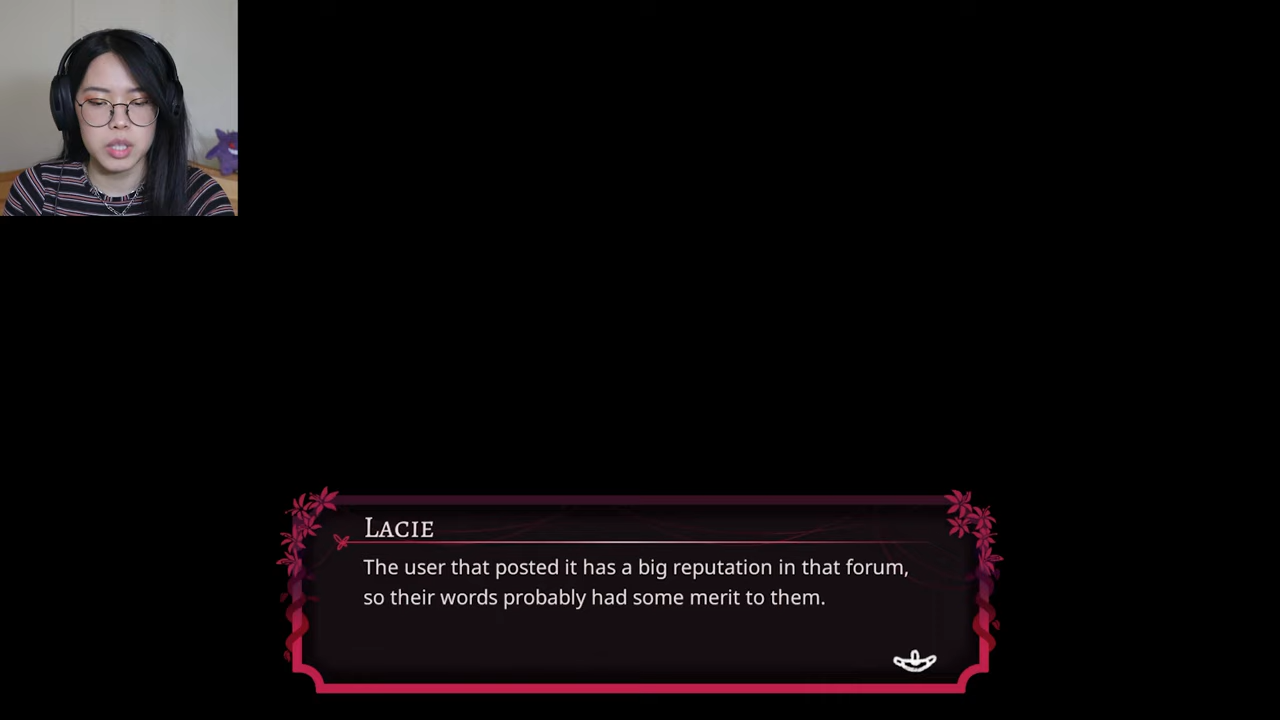 Lacie
The user that posted it has a big reputation in that forum,
so their words probably had some merit to them.